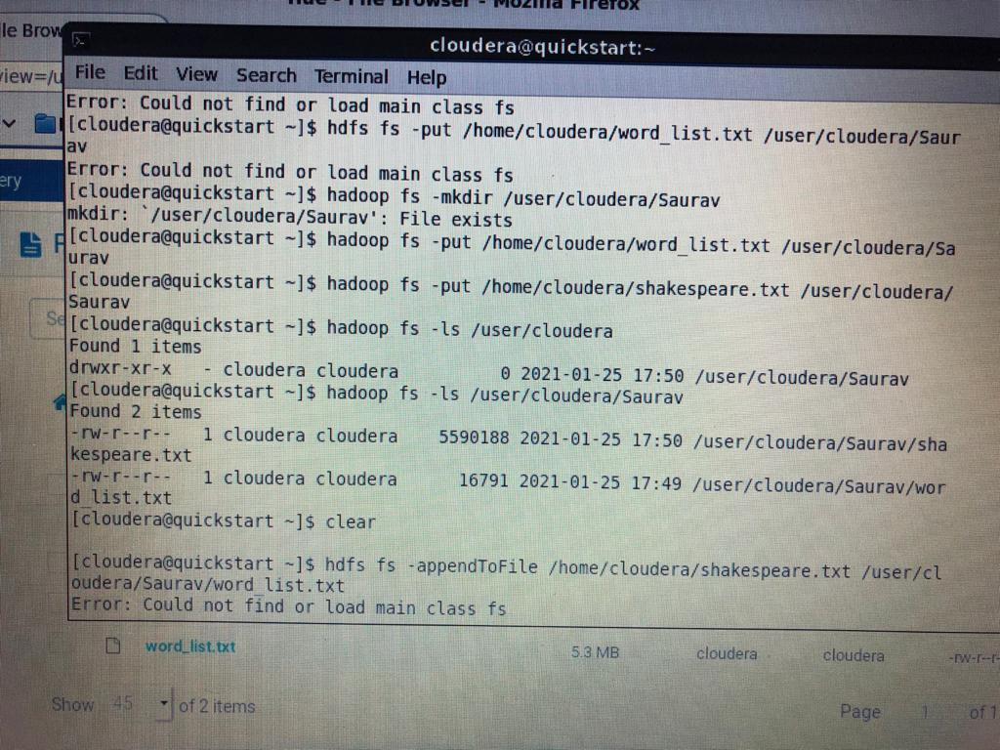 File Browser - Mozilla Firefox
le Brow
cloudera@quickstart:~
view=/u
File Edit View Search Terminal Help
Error: Could not find or load main class fs
[cloudera@quickstart ~]$ hdfs fs -put /home/cloudera/word_list.txt /user/cloudera/Saur
av
Error: Could not find or load main class fs
ery
[cloudera@quickstart ~]$ hadoop fs -mkdir /user/cloudera/Saurav
mkdir: `/user/cloudera/Saurav': File exists
[cloudera@quickstart ~]$ hadoop fs -put /home/cloudera/word_list.txt /user/cloudera/Sa
urav
[cloudera@quickstart ~]$ hadoop fs -put /home/cloudera/shakespeare.txt /user/cloudera/
Saurav
Se
[cloudera@quickstart ~]$ hadoop fs -ls /user/cloudera
Found 1 items
drwxr-xr-x - cloudera cloudera 0 2021-01-25 17:50 /user/cloudera/Saurav
[cloudera@quickstart ~]$ hadoop fs -ls /user/cloudera/Saurav
Found 2 items
-rw-r--r-- 1 cloudera cloudera 5590188 2021-01-25 17:50 /user/cloudera/Saurav/sha
kespeare.txt
-rw-r--r-- 1 cloudera cloudera 16791 2021-01-25 17:49 /user/cloudera/Saurav/wor
d_list.txt
[cloudera@quickstart ~]$ clear
[cloudera@quickstart ~]$ hdfs fs -appendToFile /home/cloudera/shakespeare.txt /user/cl
oudera/Saurav/word_list.txt
Error: Could not find or load main class fs
word_list.txt 5.3 MB cloudera cloudera -rw-r--r-
Show 45 of 2 items Page 1 of 1